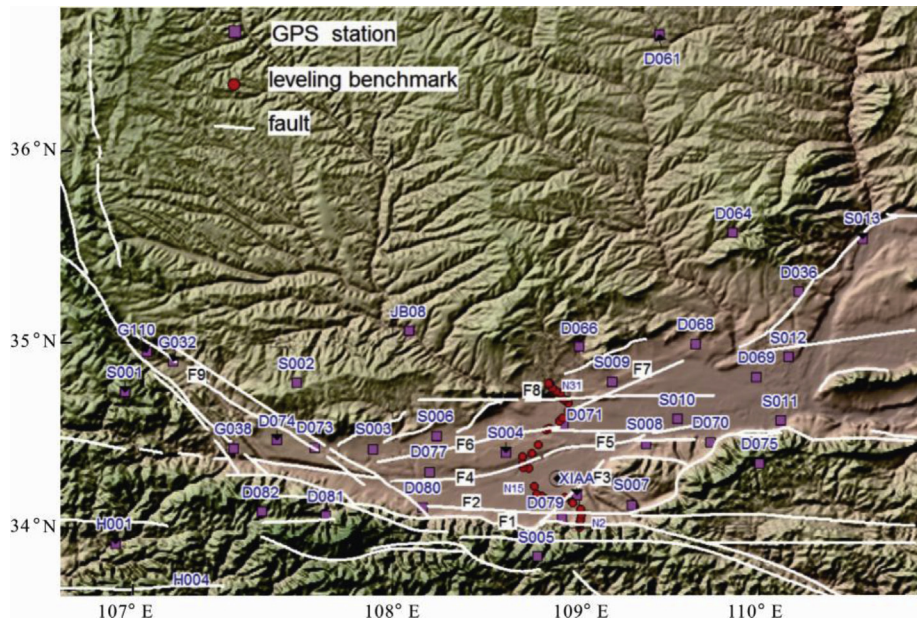 GPS station
leveling benchmark
fault
D061
36° N
D064
S013
D036
JB08
G110
G032
35° N
D066
D068
S012
D069
S001
F9
S002
S009
F7
F8
N31
S010
S011
D074
D073
G038
S003
S006
D071
S008
D070
F6
S004
F5
D077
D075
F4
XIAA
F3
N15
S007
D082
D081
D080
F2
D079
34° N
H001
F1
N2
S005
H004
107° E
108° E
109° E
110° E